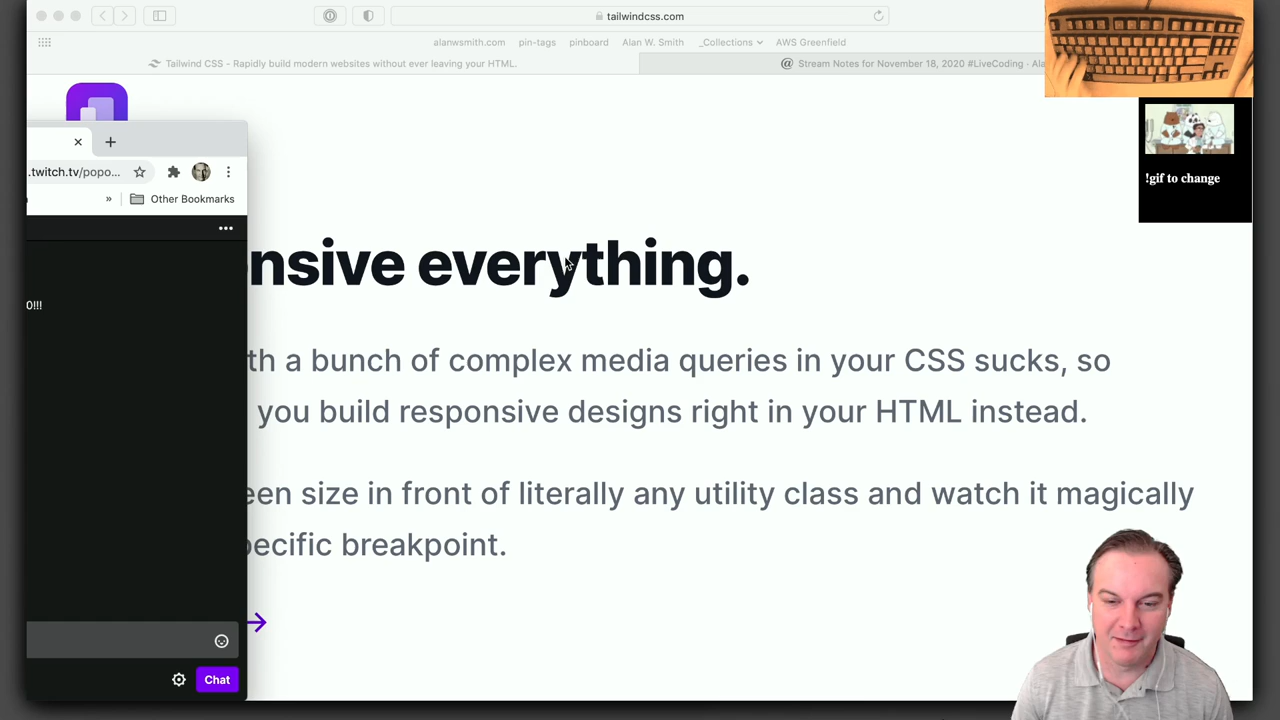 tailwindcss.com
alanwsmith.com pin-tags pinboard Alan W. Smith _Collections AWS Greenfield
Tailwind CSS - Rapidly build modern websites without ever leaving your HTML.
@ Stream Notes for November 18, 2020 #LiveCoding · Ala
.twitch.tv/popo...
» Other Bookmarks
!gif to change
onsive everything.
0!!!
th a bunch of complex media queries in your CSS sucks, so
you build responsive designs right in your HTML instead.
een size in front of literally any utility class and watch it magically
pecific breakpoint.
Chat